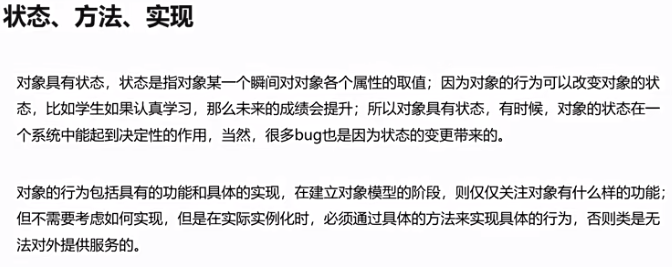 状态、方法、实现
对象具有状态，状态是指对象某一个瞬间对对象各个属性的取值；因为对象的行为可以改变对象的状
态，比如学生如果认真学习，那么未来的成绩会提升；所以对象具有状态，有时候，对象的状态在一
个系统中能起到决定性的作用，当然，很多bug也是因为状态的变更带来的。
对象的行为包括具有的功能和具体的实现，在建立对象模型的阶段，则仅仅关注对象有什么样的功能；
但不需要考虑如何实现，但是在实际实例化时，必须通过具体的方法来实现具体的行为，否则类是无
法对外提供服务的。